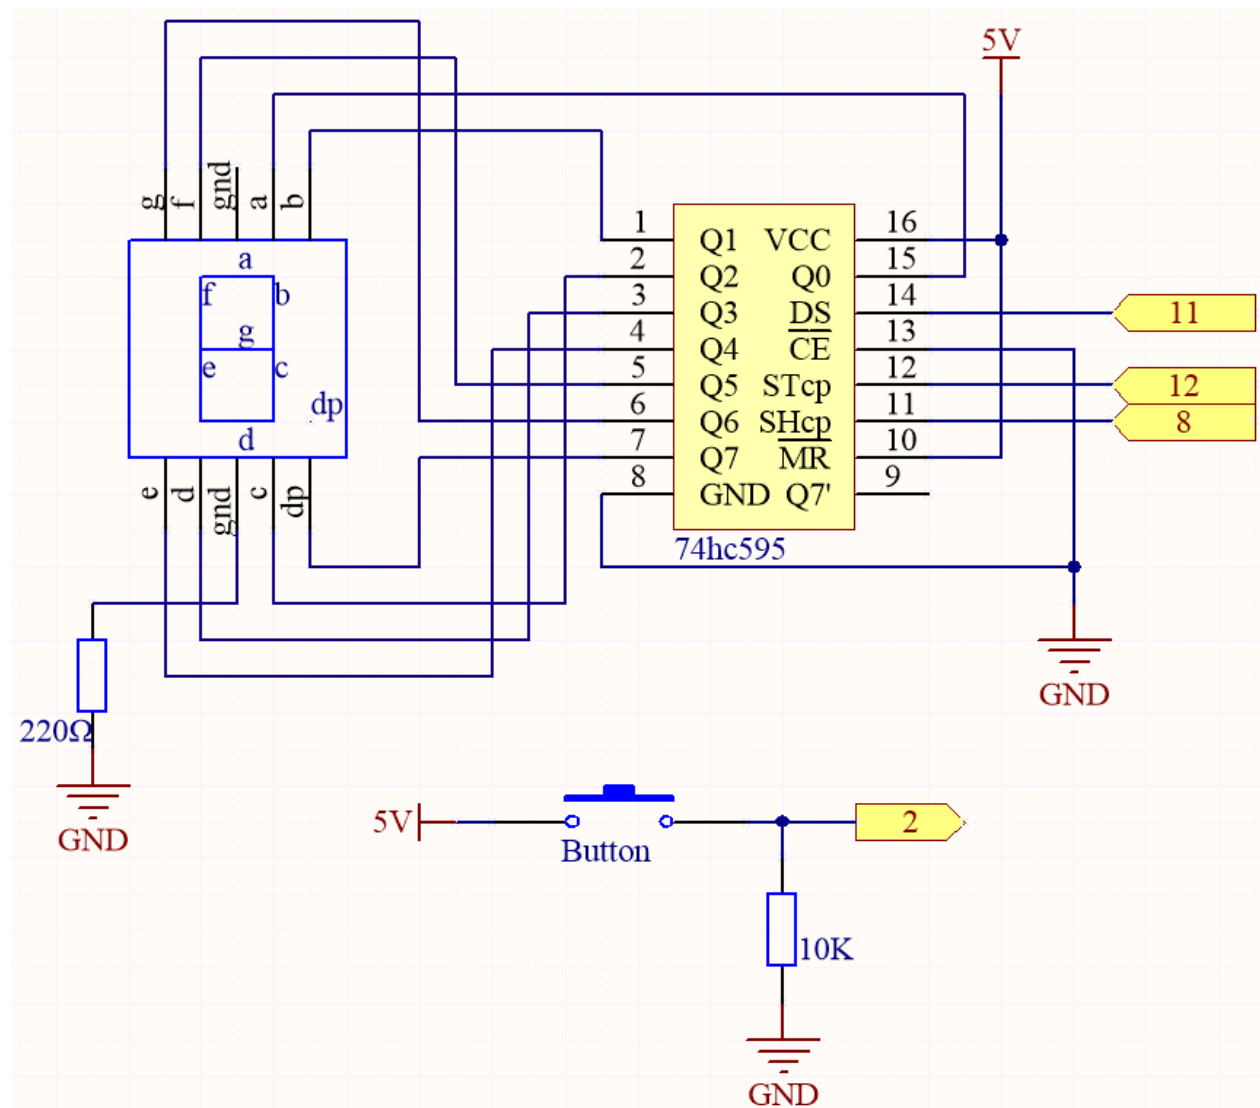 5V
g f gnd a b
a
f b
g
e c
dp
d
e d gnd c dp
1 Q1 VCC 16
2 Q2 Q0 15
3 Q3 DS 14 11
4 Q4 CE 13
5 Q5 STcp 12 12
6 Q6 SHcp 11 8
7 Q7 MR 10
8 GND Q7' 9
74hc595
GND
220Ω
GND
5V
Button
2
10K
GND